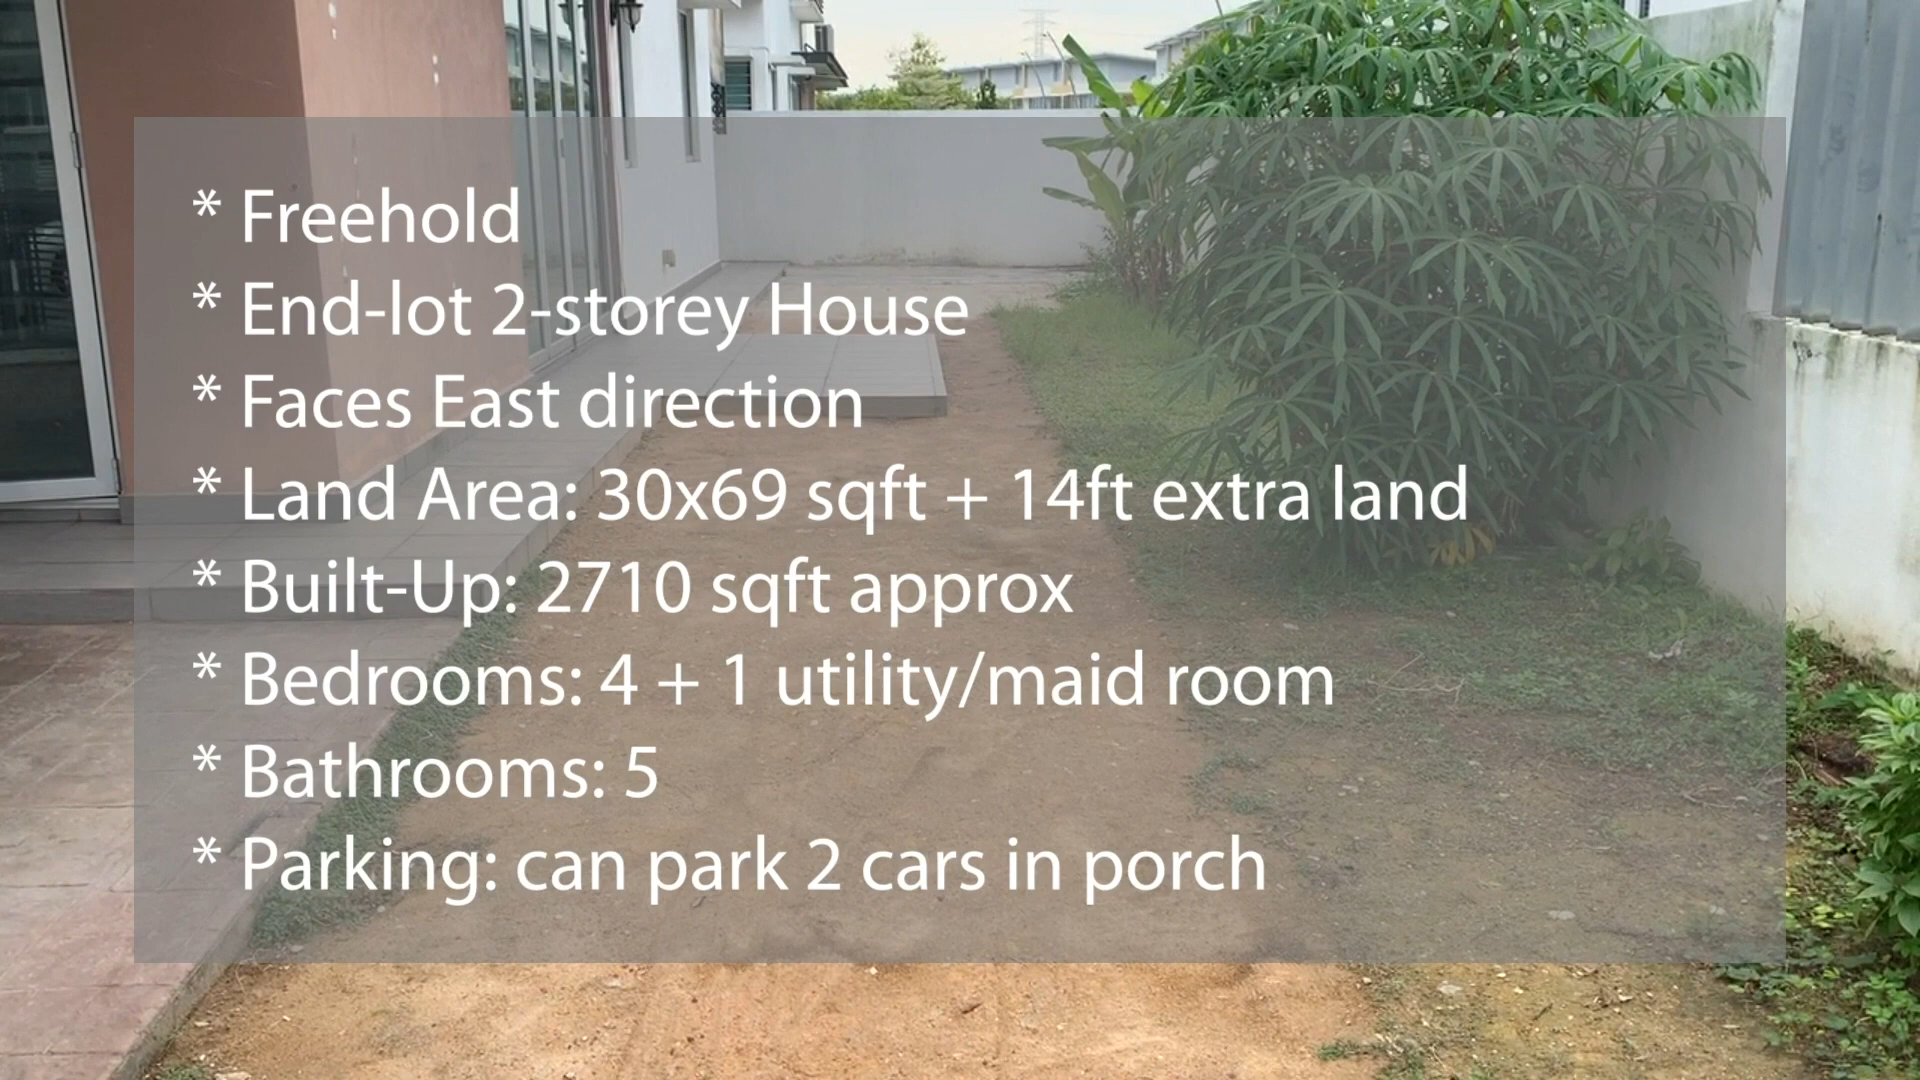 * Freehold
* End-lot 2-storey House
* Faces East direction
* Land Area: 30x69 sqft + 14ft extra land
* Built-Up: 2710 sqft approx
* Bedrooms: 4 + 1 utility/maid room
* Bathrooms: 5
* Parking: can park 2 cars in porch